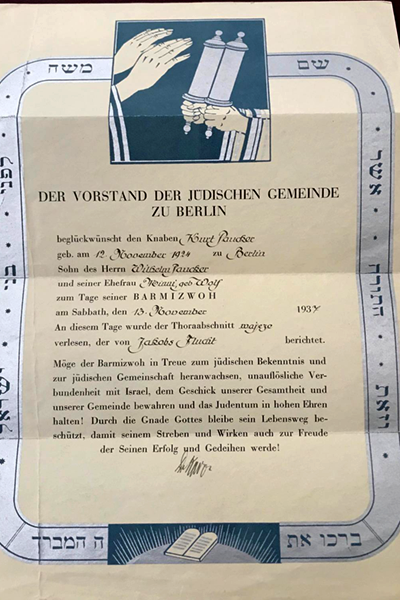 שם משה
אשר
התורה
וזאת
DER VORSTAND DER JÜDISCHEN GEMEINDE
ZU BERLIN
beglückwünscht den Knaben Kurt
geb. am 12 November 1924 zu Berlin
Sohn des Herrn Wilhelm
und seiner Ehefrau geb Wolf
zum Tage seiner BARMIZWOH
am Sabbath, den 13. November 1937
An diesem Tage wurde der Thoraabschnitt wajeze
verlesen, der von Jakobs Flucht berichtet.
Möge der Barmizwoh in Treue zum jüdischen Bekenntnis und
zur jüdischen Gemeinschaft heranwachsen, unauflösliche Ver-
bundenheit mit Israel, dem Geschick unserer Gesamtheit und
unserer Gemeinde bewahren und das Judentum in hohen Ehren
halten! Durch die Gnade Gottes bleibe sein Lebensweg be-
schützt, damit seinem Streben und Wirken auch zur Freude
der Seinen Erfolg und Gedeihen werde!
ברכו את ה המברך